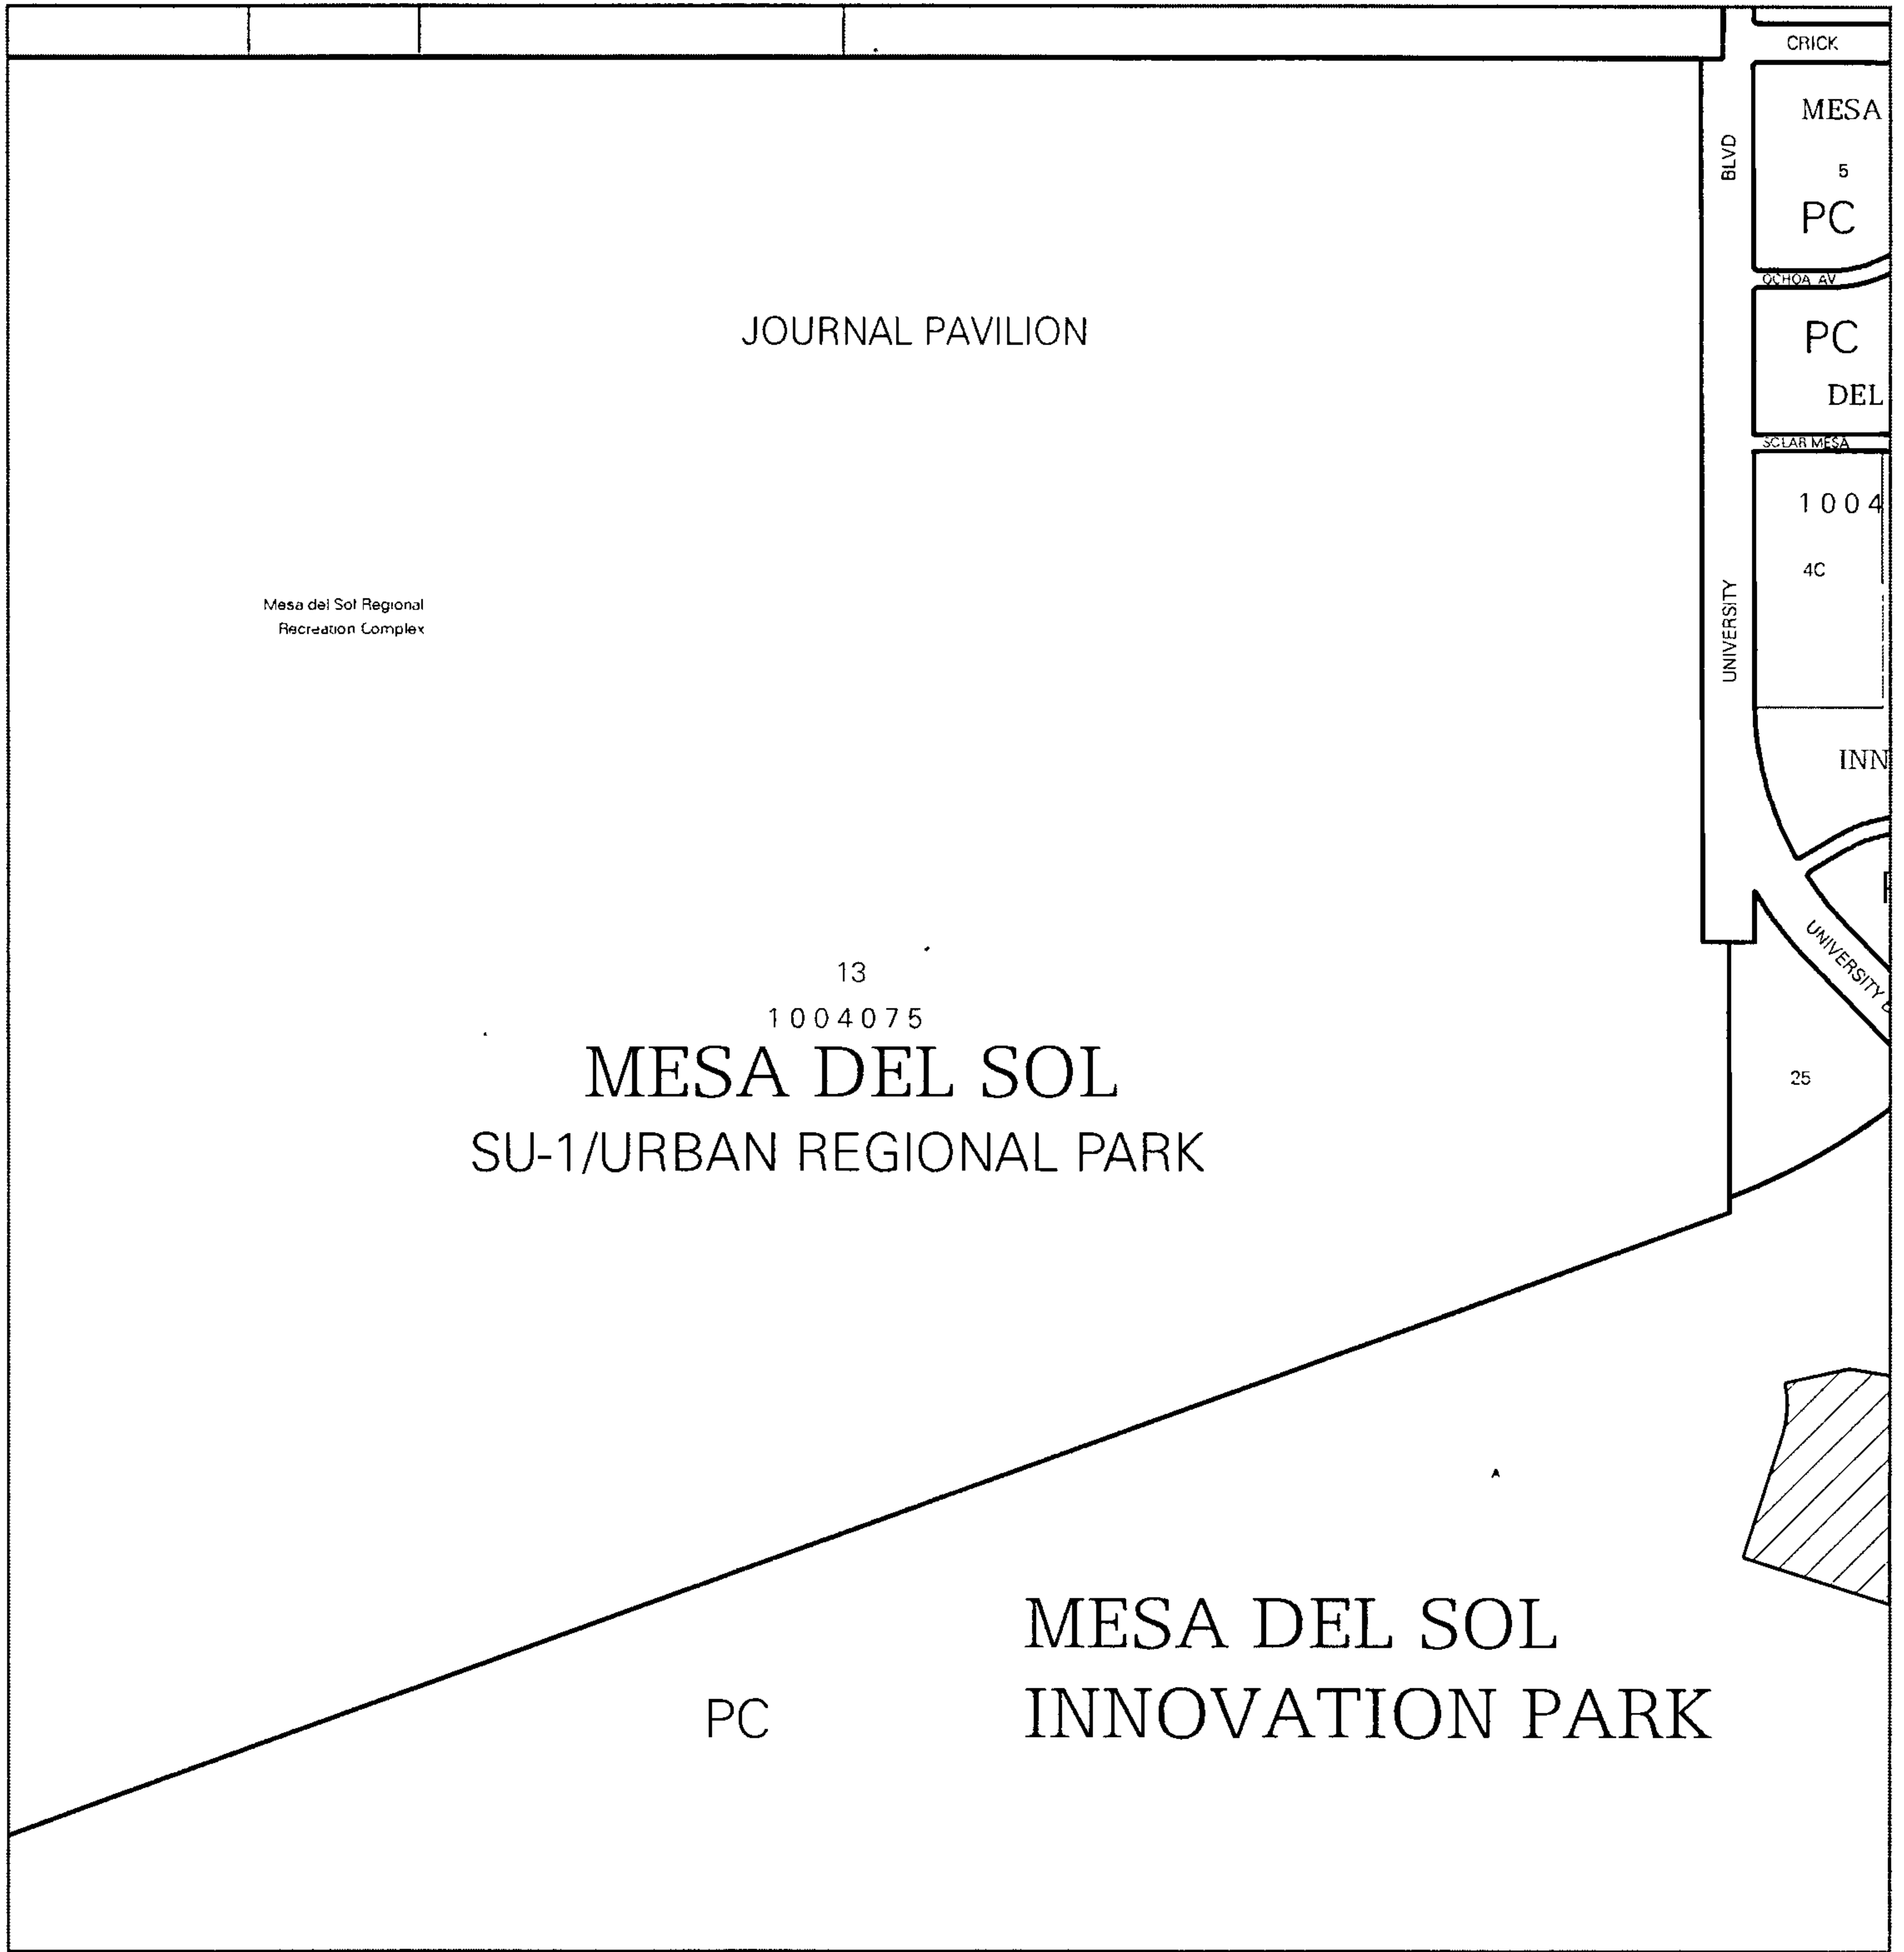 CRICK
MESA
5
PC
BLVD
OCHOA AV
JOURNAL PAVILION
PC
DEL
SOLAR MESA
1004
4C
Mesa del Sol Regional
Recreation Complex
UNIVERSITY
INN
UNIVERSITY
13
1004075
MESA DEL SOL
25
SU-1/URBAN REGIONAL PARK
A
MESA DEL SOL
INNOVATION PARK
PC